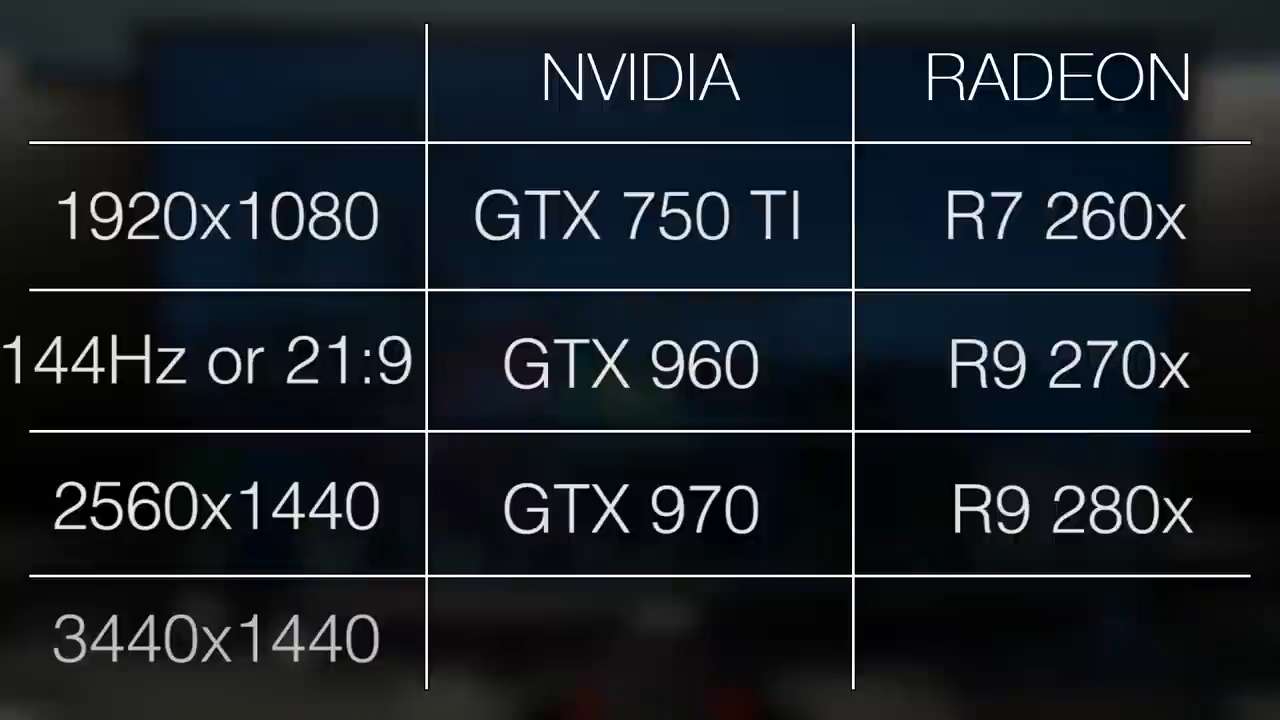 NVIDIA RADEON
1920x1080 GTX 750 TI R7 260x
144Hz or 21:9 GTX 960 R9 270x
2560x1440 GTX 970 R9 280x
3440x1440